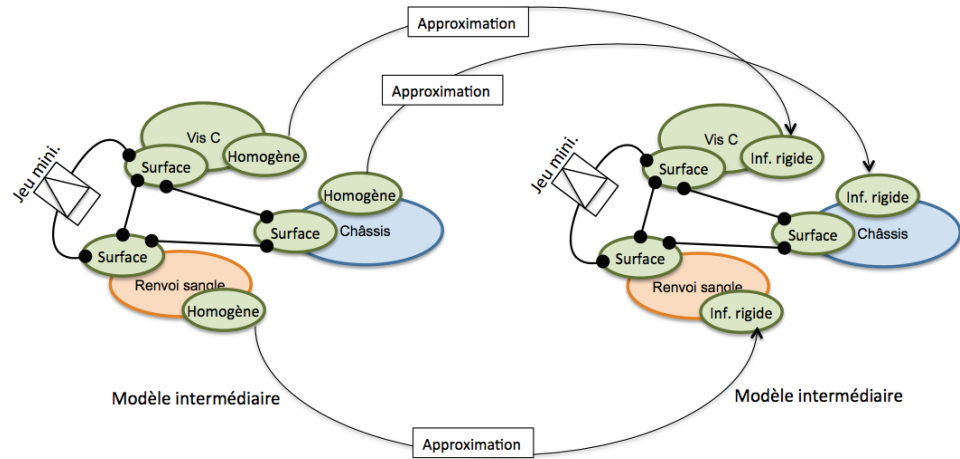 Approximation
Approximation
Vis C
Homogène
Surface
Jeu mini.
Homogène
Surface
Châssis
Surface
Renvoi sangle
Homogène
Modèle intermédiaire
Vis C
Inf. rigide
Surface
Jeu mini.
Inf. rigide
Surface
Châssis
Surface
Renvoi sangle
Inf. rigide
Modèle intermédiaire
Approximation